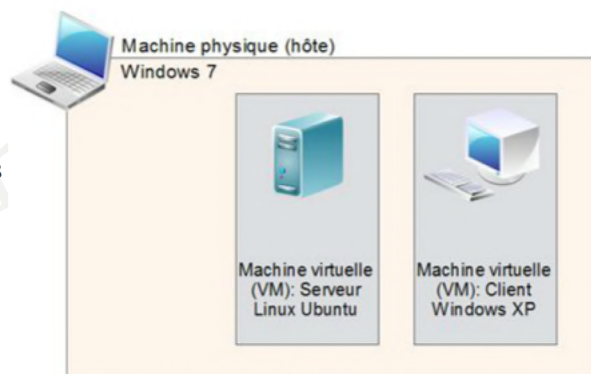 Machine physique (hôte)
Windows 7
Machine virtuelle
(VM): Serveur
Linux Ubuntu
Machine virtuelle
(VM): Client
Windows XP